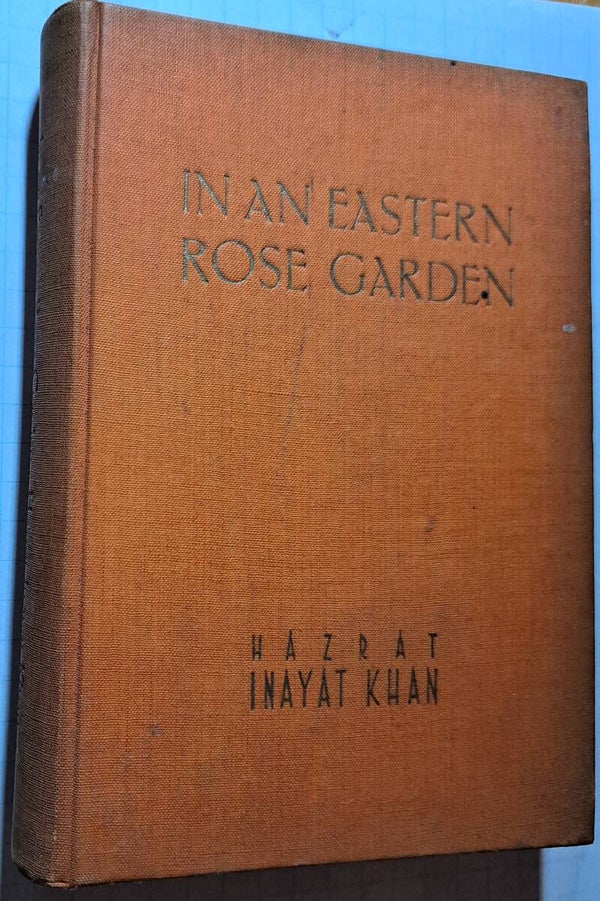 IN AN EASTERN
ROSE GARDEN
HAZRAT
INAYAT KHAN